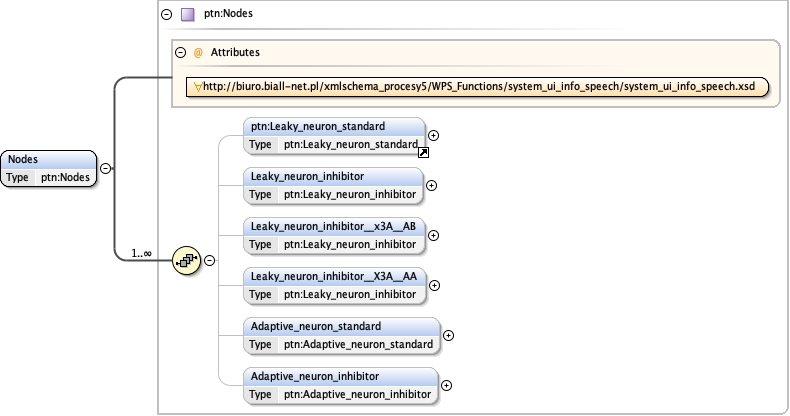 ptn:Nodes
@ Attributes
http://biuro.biall-net.pl/xmlschema_procesy5/WPS_Functions/system_ui_info_speech/system_ui_info_speech.xsd
Nodes
Type ptn:Nodes
1..∞
ptn:Leaky_neuron_standard
Type ptn:Leaky_neuron_standard
Leaky_neuron_inhibitor
Type ptn:Leaky_neuron_inhibitor
Leaky_neuron_inhibitor__x3A__AB
Type ptn:Leaky_neuron_inhibitor
Leaky_neuron_inhibitor__X3A__AA
Type ptn:Leaky_neuron_inhibitor
Adaptive_neuron_standard
Type ptn:Adaptive_neuron_standard
Adaptive_neuron_inhibitor
Type ptn:Adaptive_neuron_inhibitor